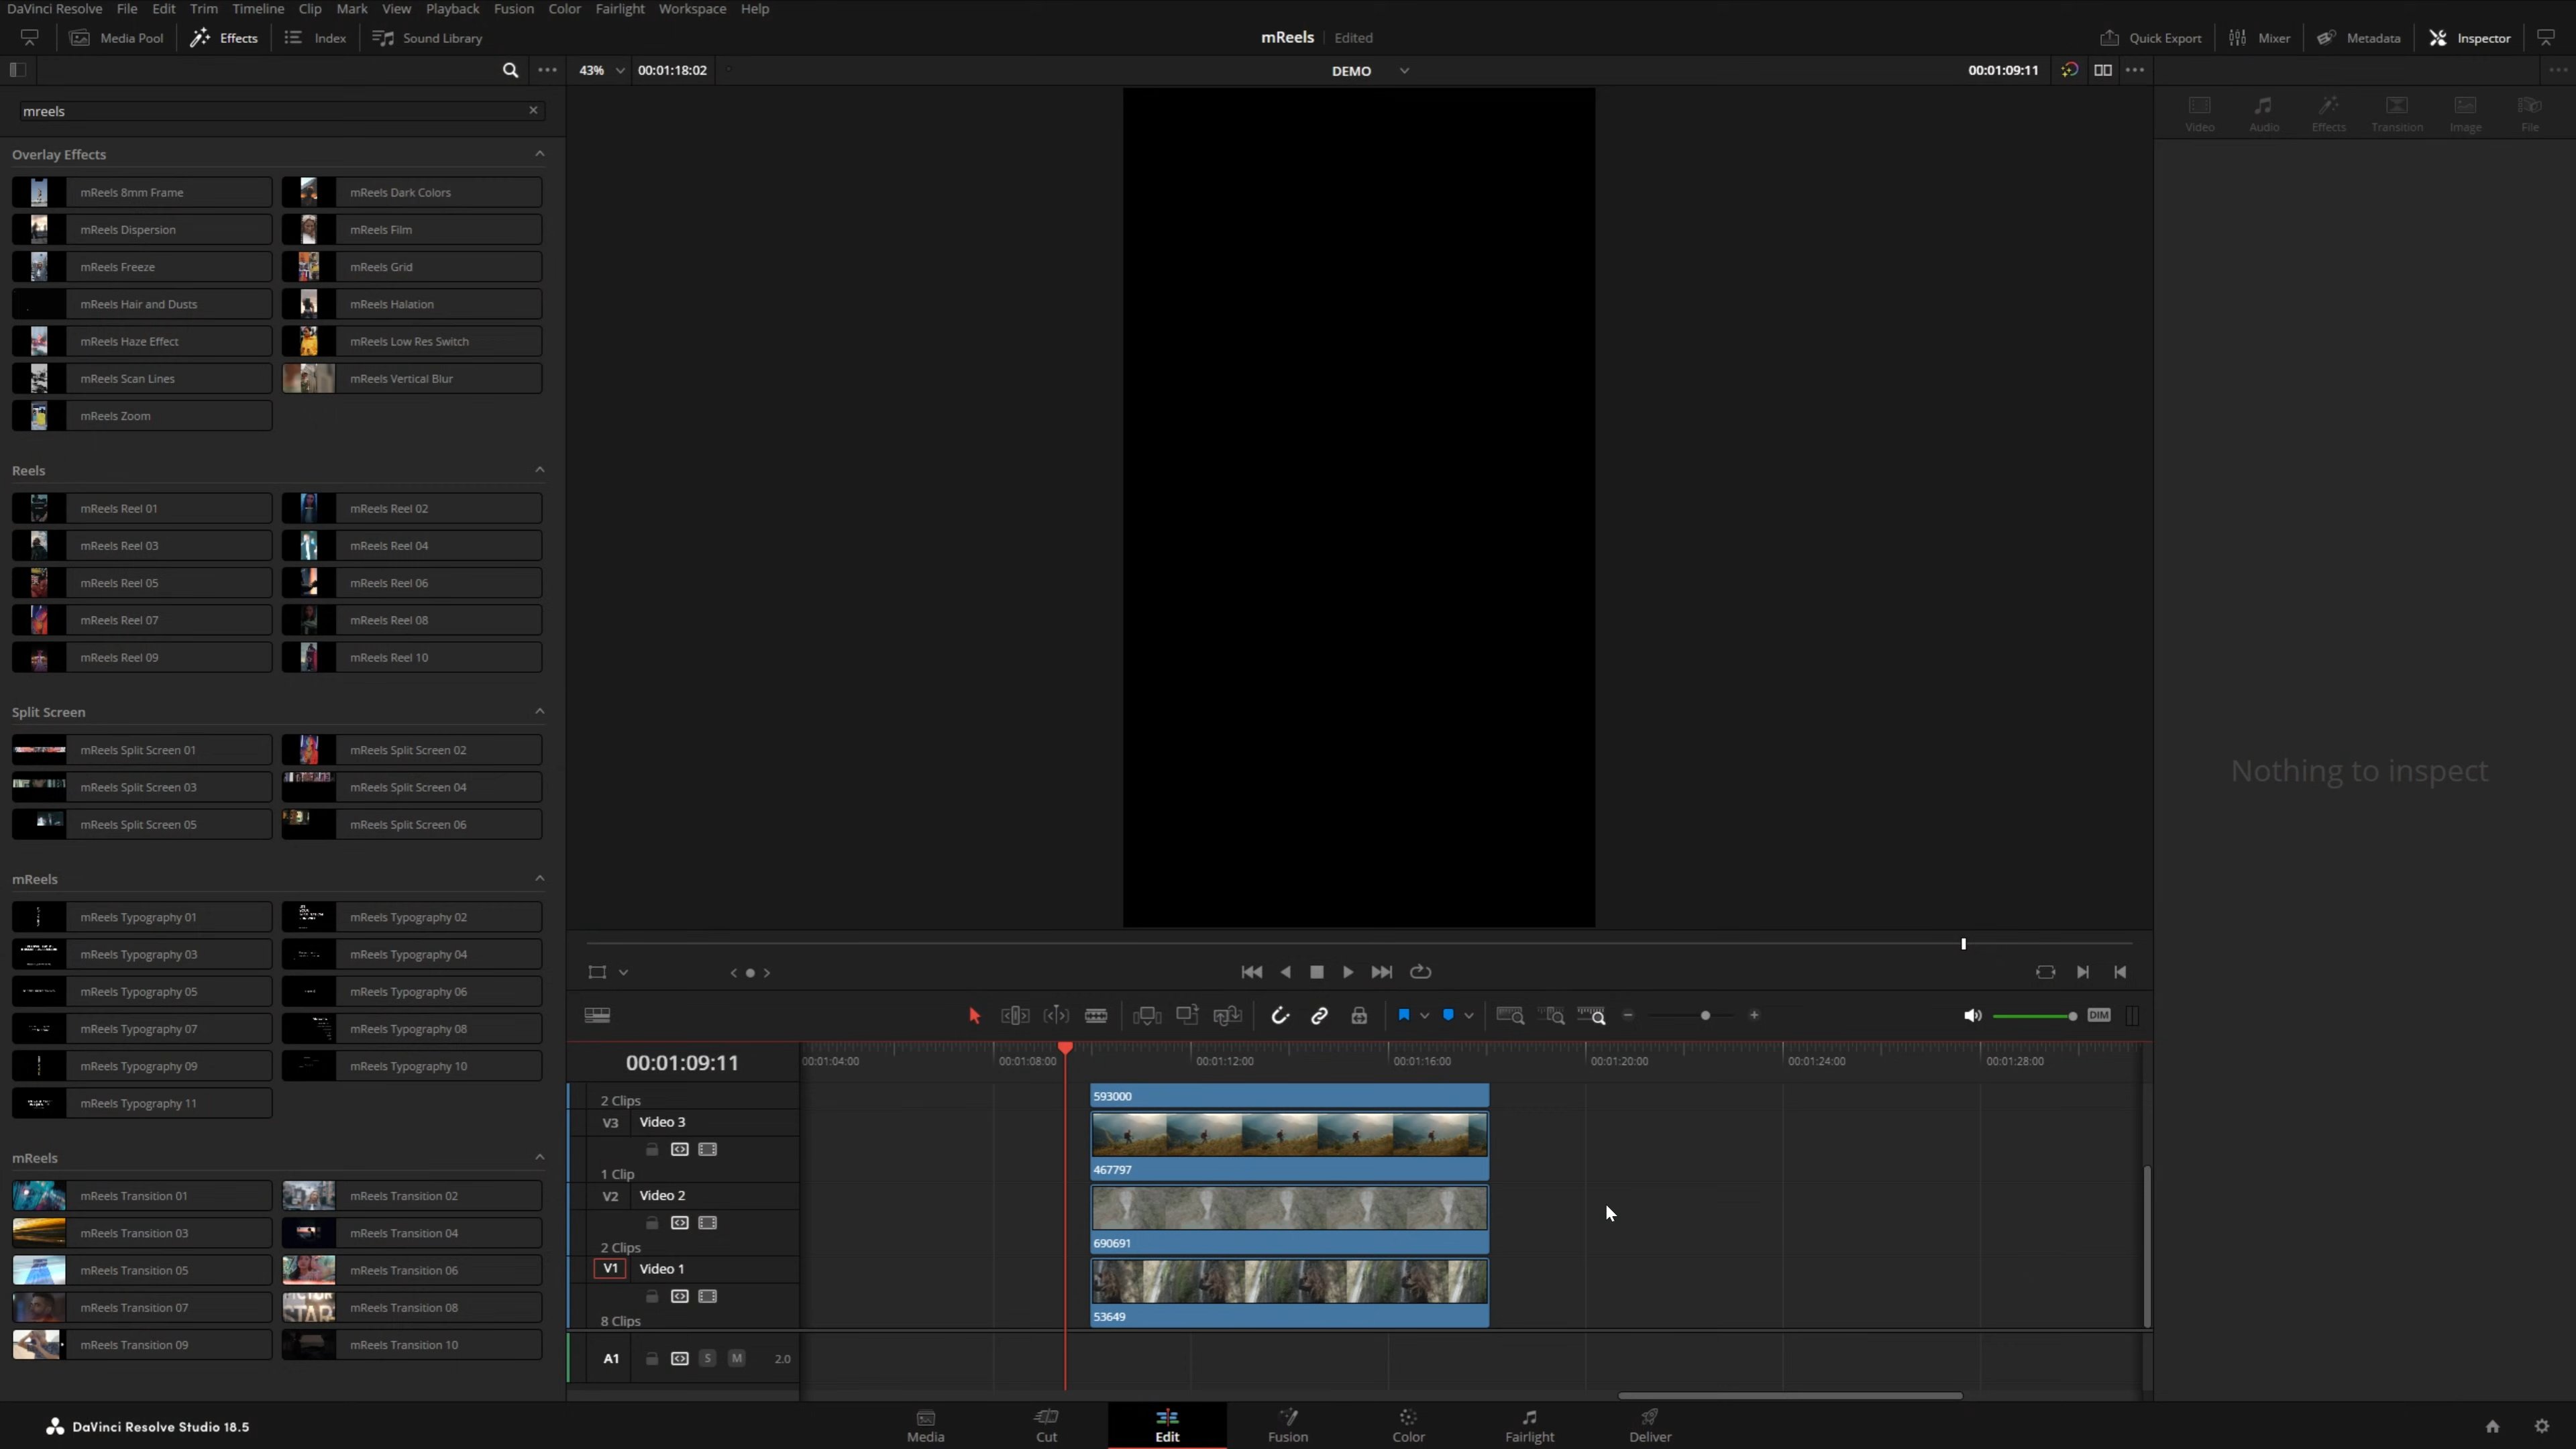 DaVinci Resolve File Edit Trim Timeline Clip Mark View Playback Fusion Color Fairlight Workspace Help
Media Pool Effects Index Sound Library mReels Edited Quick Export Mixer Metadata Inspector
43% 00:01:18:02 DEMO 00:01:09:11
mreels
Video Audio Effects Transition Image File
Overlay Effects
mReels 8mm Frame mReels Dark Colors
mReels Dispersion mReels Film
mReels Freeze mReels Grid
mReels Hair and Dusts mReels Halation
mReels Haze Effect mReels Low Res Switch
mReels Scan Lines mReels Vertical Blur
mReels Zoom
Reels
mReels Reel 01 mReels Reel 02
mReels Reel 03 mReels Reel 04
mReels Reel 05 mReels Reel 06
mReels Reel 07 mReels Reel 08
mReels Reel 09 mReels Reel 10
Split Screen
mReels Split Screen 01 mReels Split Screen 02
mReels Split Screen 03 mReels Split Screen 04
mReels Split Screen 05 mReels Split Screen 06
mReels
mReels Typography 01 mReels Typography 02
mReels Typography 03 mReels Typography 04
mReels Typography 05 mReels Typography 06
mReels Typography 07 mReels Typography 08
mReels Typography 09 mReels Typography 10
mReels Typography 11
mReels
mReels Transition 01 mReels Transition 02
mReels Transition 03 mReels Transition 04
mReels Transition 05 mReels Transition 06
mReels Transition 07 mReels Transition 08
mReels Transition 09 mReels Transition 10
Nothing to inspect
DIM
00:01:09:11 00:01:04:00 00:01:08:00 00:01:12:00 00:01:16:00 00:01:20:00 00:01:24:00 00:01:28:00
2 Clips 593000
V3 Video 3
1 Clip 467797
V2 Video 2
2 Clips 690691
V1 Video 1
8 Clips 53649
A1 S M 2.0
DaVinci Resolve Studio 18.5
Media Cut Edit Fusion Color Fairlight Deliver